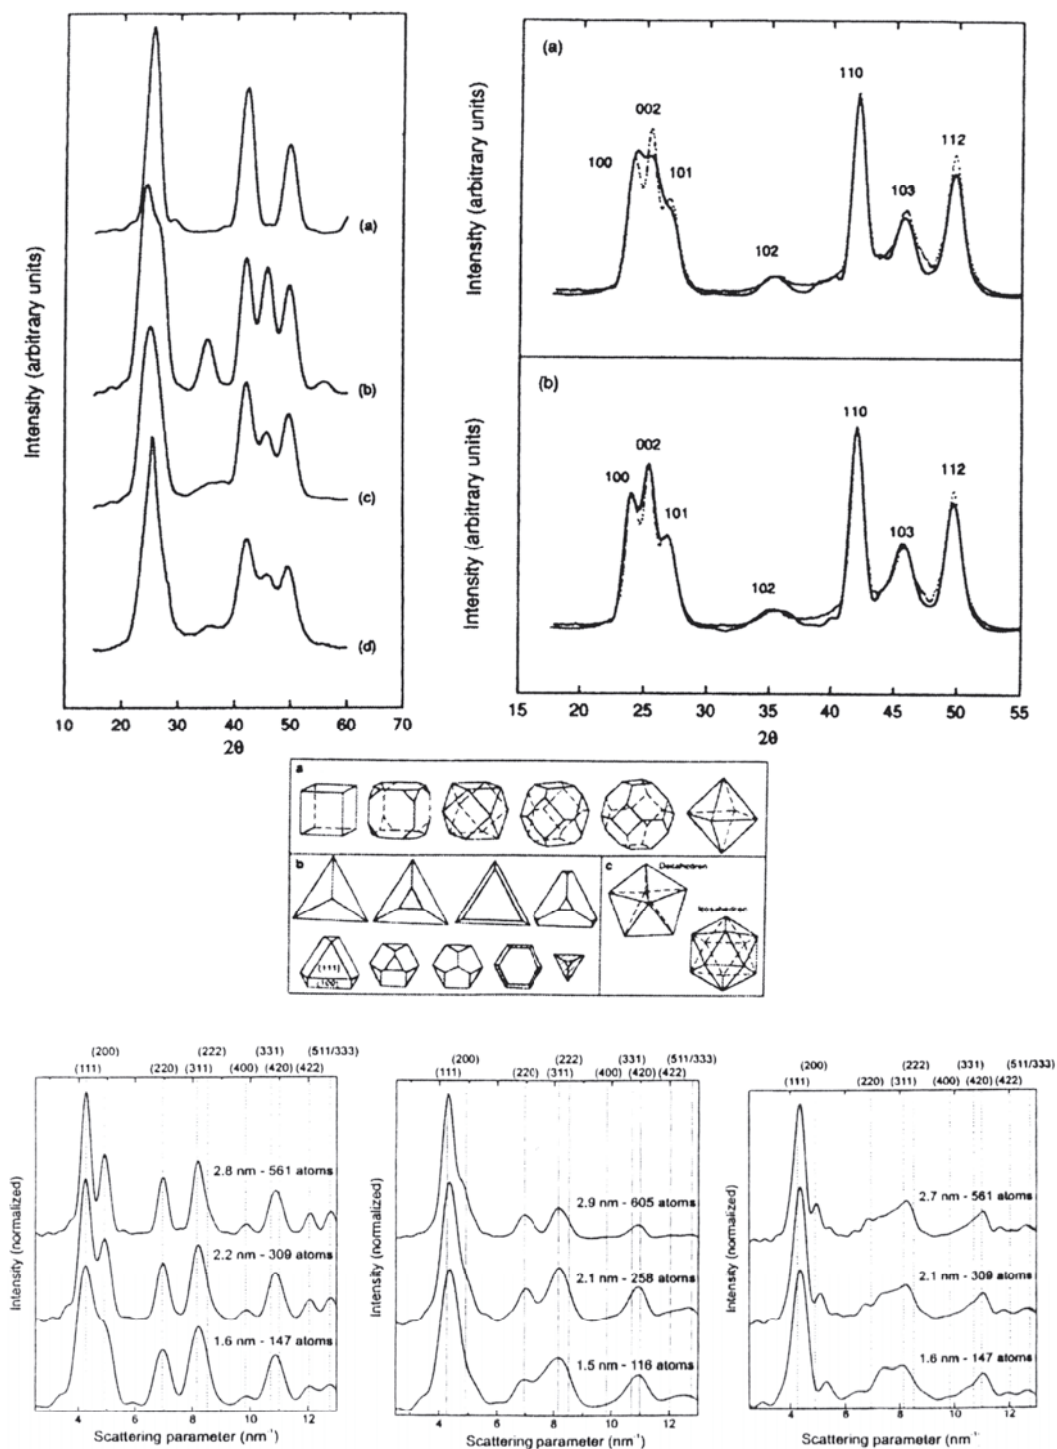 Intensity (arbitrary units)
(a)
(b)
(c)
(d)
10 20 30 40 50 60 70
2θ
Intensity (arbitrary units)
(a)
100
002
101
102
110
103
112
Intensity (arbitrary units)
(b)
100
002
101
102
110
103
112
15 20 25 30 35 40 45 50 55
2θ
a
b
(111)
(100)
c
Decahedron
Icosahedron
(200) (222) (331) (511/333)
(111) (220) (311) (400) (420) (422)
Intensity (normalized)
2.8 nm - 561 atoms
2.2 nm - 309 atoms
1.6 nm - 147 atoms
4 6 8 10 12
Scattering parameter (nm⁻¹)
(200) (222) (331) (511/333)
(111) (220) (311) (400) (420) (422)
Intensity (normalized)
2.9 nm - 605 atoms
2.1 nm - 258 atoms
1.5 nm - 116 atoms
4 6 8 10 12
Scattering parameter (nm⁻¹)
(200) (222) (331) (511/333)
(111) (220) (311) (400) (420) (422)
Intensity (normalized)
2.7 nm - 561 atoms
2.1 nm - 309 atoms
1.6 nm - 147 atoms
4 6 8 10 12
Scattering parameter (nm⁻¹)